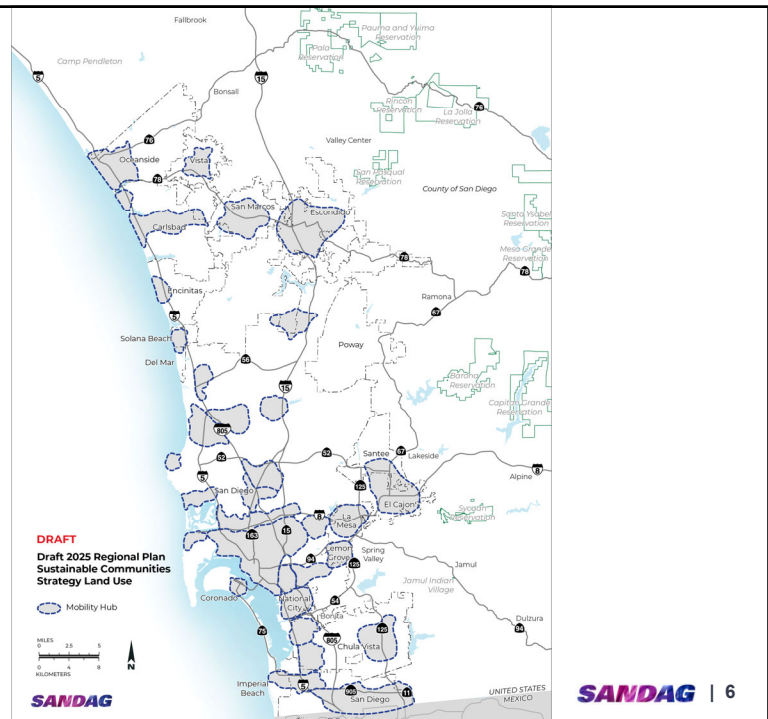 Fallbrook
Pauma and Yuima
Reservation
Pala
Reservation
Camp Pendleton
5
15
Bonsall
Rincon
Reservation
La Jolla
Reservation
76
76
Valley Center
Oceanside
Vista
78
San Pasqual
Reservation
County of San Diego
San Marcos
Escondido
Carlsbad
Santa Ysabel
Reservation
Mesa Grande
Reservation
78
78
Encinitas
Ramona
67
5
Solana Beach
Poway
Del Mar
56
Barona
Reservation
15
Capitan Grande
Reservation
805
52
52
Santee
67
Lakeside
5
San Diego
125
Alpine
8
El Cajon
Sycuan
Reservation
8
La
Mesa
163
15
DRAFT
Draft 2025 Regional Plan
Sustainable Communities
Strategy Land Use
94
Lemon
Grove
Spring
Valley
125
Jamul
Jamul Indian
Village
Mobility Hub
Coronado
National
City
54
Bonita
Dulzura
94
75
805
125
Chula Vista
MILES
0 2.5 5
0 4 8
KILOMETERS
N
Imperial
Beach
5
905
San Diego
11
UNITED STATES
MEXICO
SANDAG
SANDAG | 6